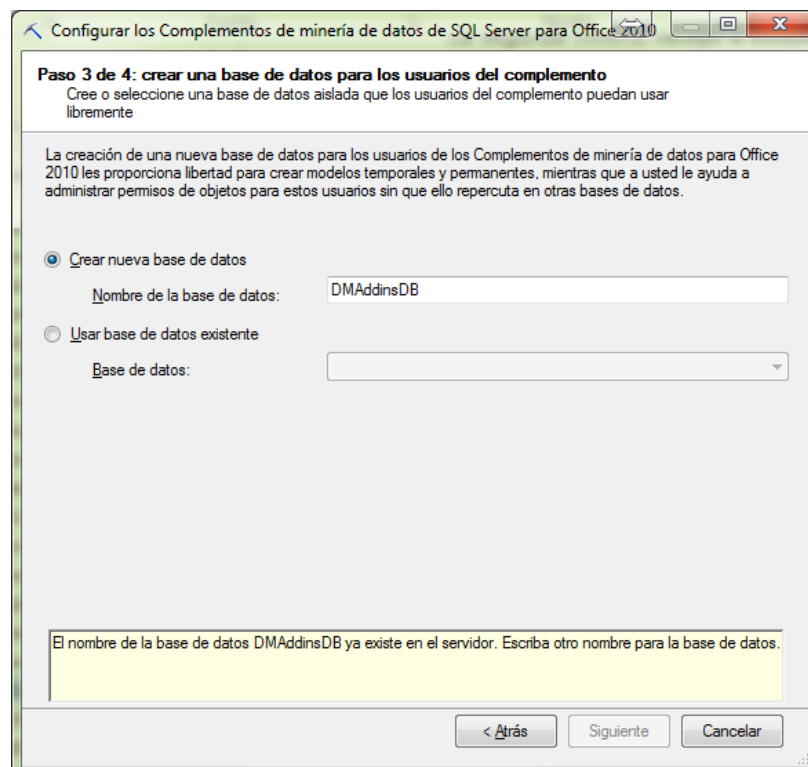 Configurar los Complementos de minería de datos de SQL Server para Office 2010
Paso 3 de 4: crear una base de datos para los usuarios del complemento
Cree o seleccione una base de datos aislada que los usuarios del complemento puedan usar
libremente
La creación de una nueva base de datos para los usuarios de los Complementos de minería de datos para Office
2010 les proporciona libertad para crear modelos temporales y permanentes, mientras que a usted le ayuda a
administrar permisos de objetos para estos usuarios sin que ello repercuta en otras bases de datos.
Crear nueva base de datos
Nombre de la base de datos: DMAddinsDB
Usar base de datos existente
Base de datos:
El nombre de la base de datos DMAddinsDB ya existe en el servidor. Escriba otro nombre para la base de datos.
< Atrás Siguiente Cancelar